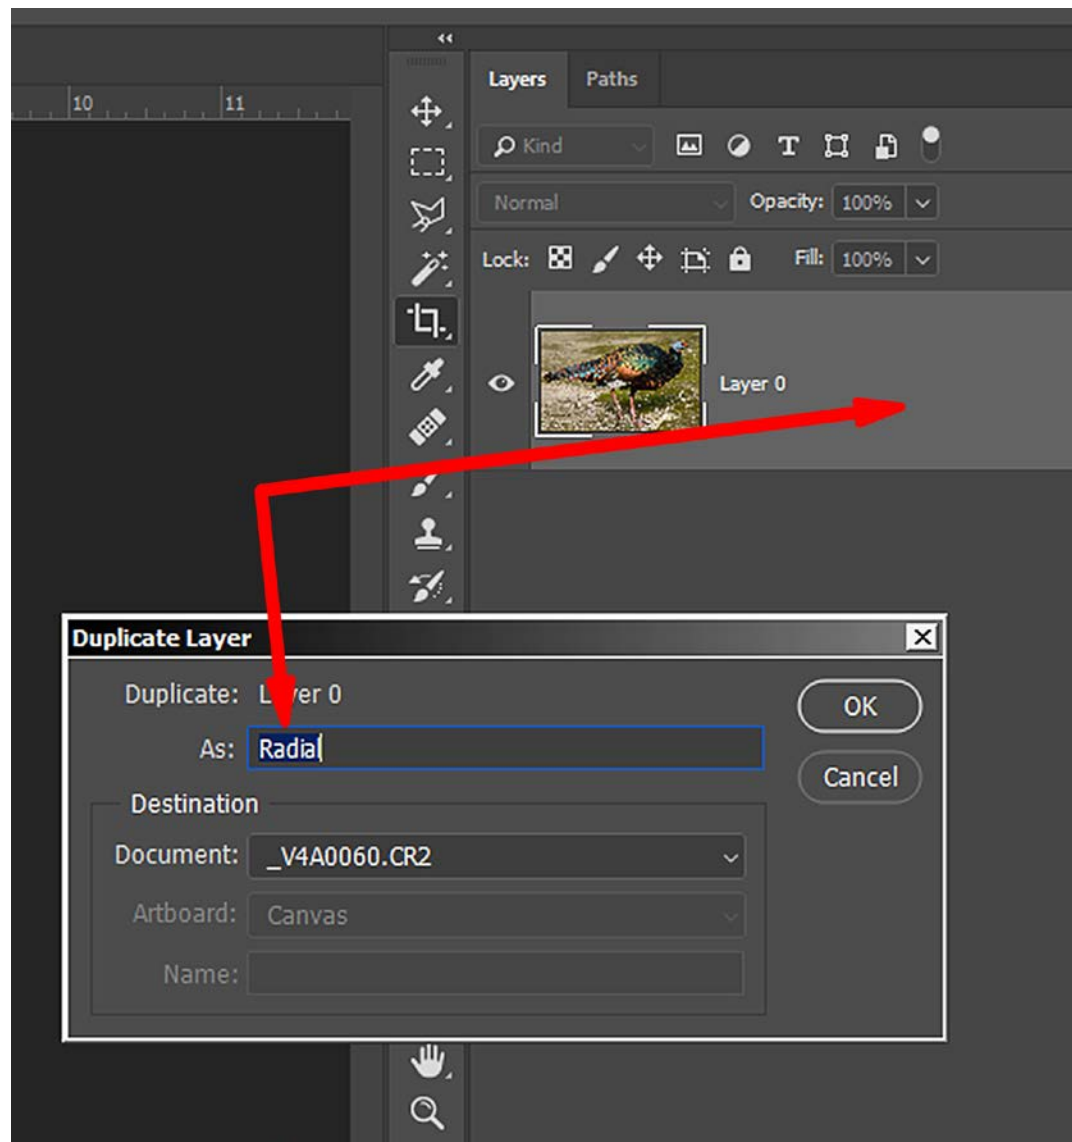 10 11
Layers Paths
Kind T
Normal Opacity: 100%
Lock: Fill: 100%
Layer 0
Duplicate Layer
Duplicate: Layer 0
OK
As: Radial
Cancel
Destination
Document: _V4A0060.CR2
Artboard: Canvas
Name: